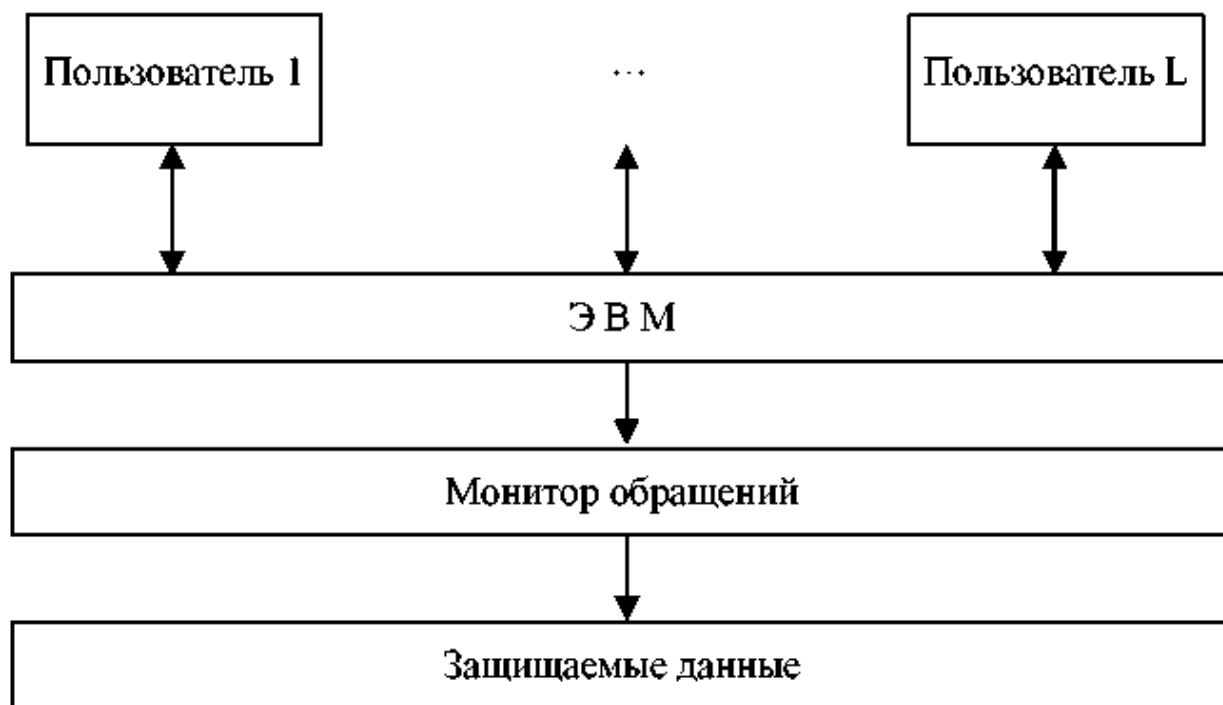 Пользователь 1
...
Пользователь L
Э В М
Монитор обращений
Защищаемые данные